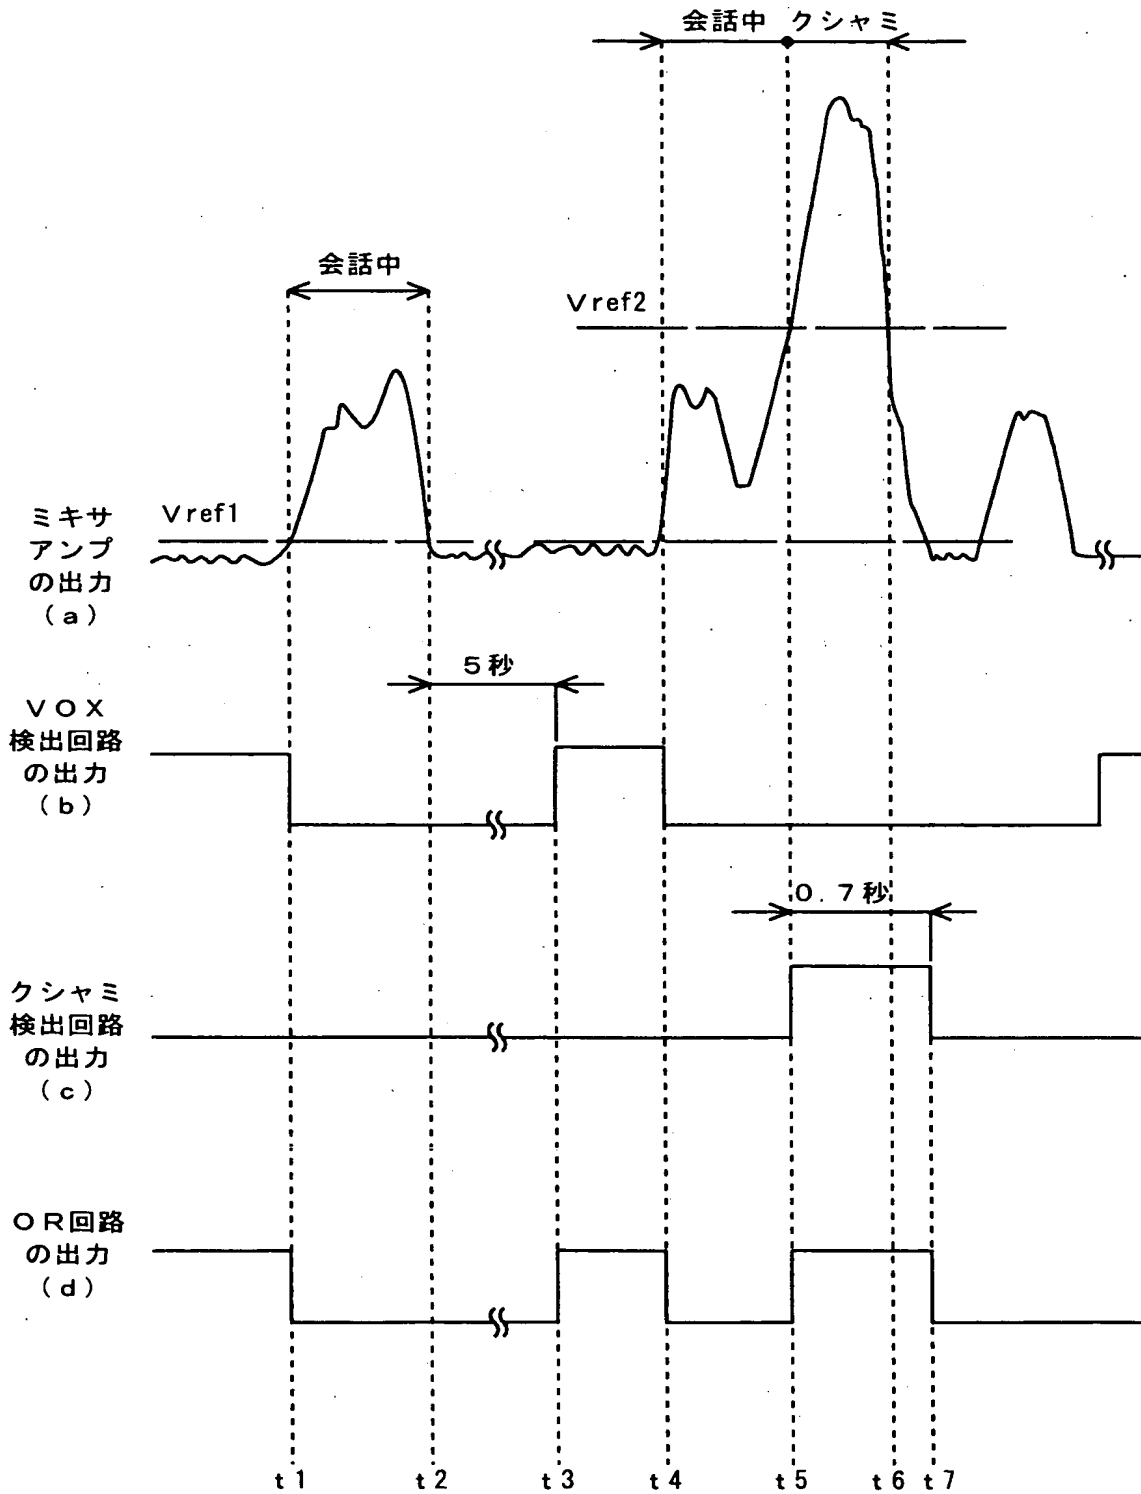 会話中 クシャミ
会話中
Vref2
Vref1
ミキサ
アンプ
の出力
(a)
5秒
VOX
検出回路
の出力
(b)
0.7秒
クシャミ
検出回路
の出力
(c)
OR回路
の出力
(d)
t1 t2 t3 t4 t5 t6 t7